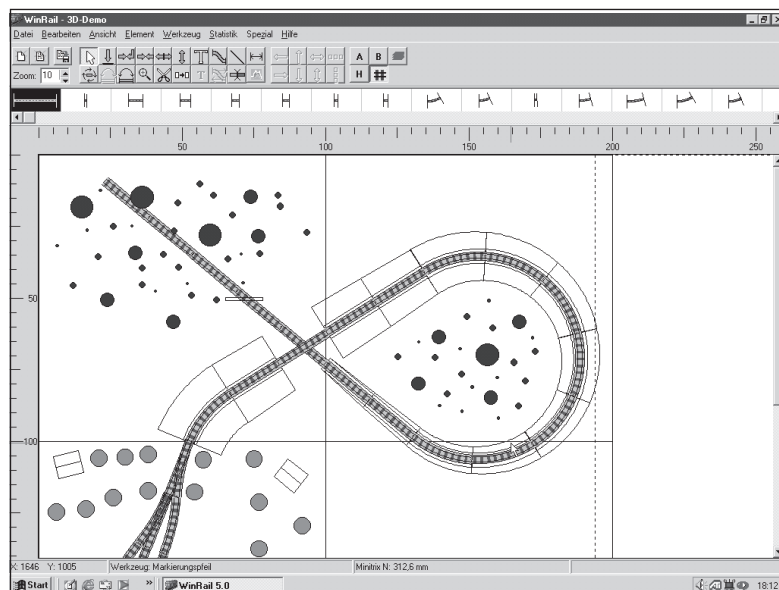 WinRail - 3D-Demo
Datei Bearbeiten Ansicht Element Werkzeug Statistik Spezial Hilfe
A B
Zoom: 10 T H
50 100 150 200 250
50
100
X: 1646 Y: 1005 Werkzeug: Markierungspfeil Minitrix N: 312,6 mm
Start » WinRail 5.0 18:12